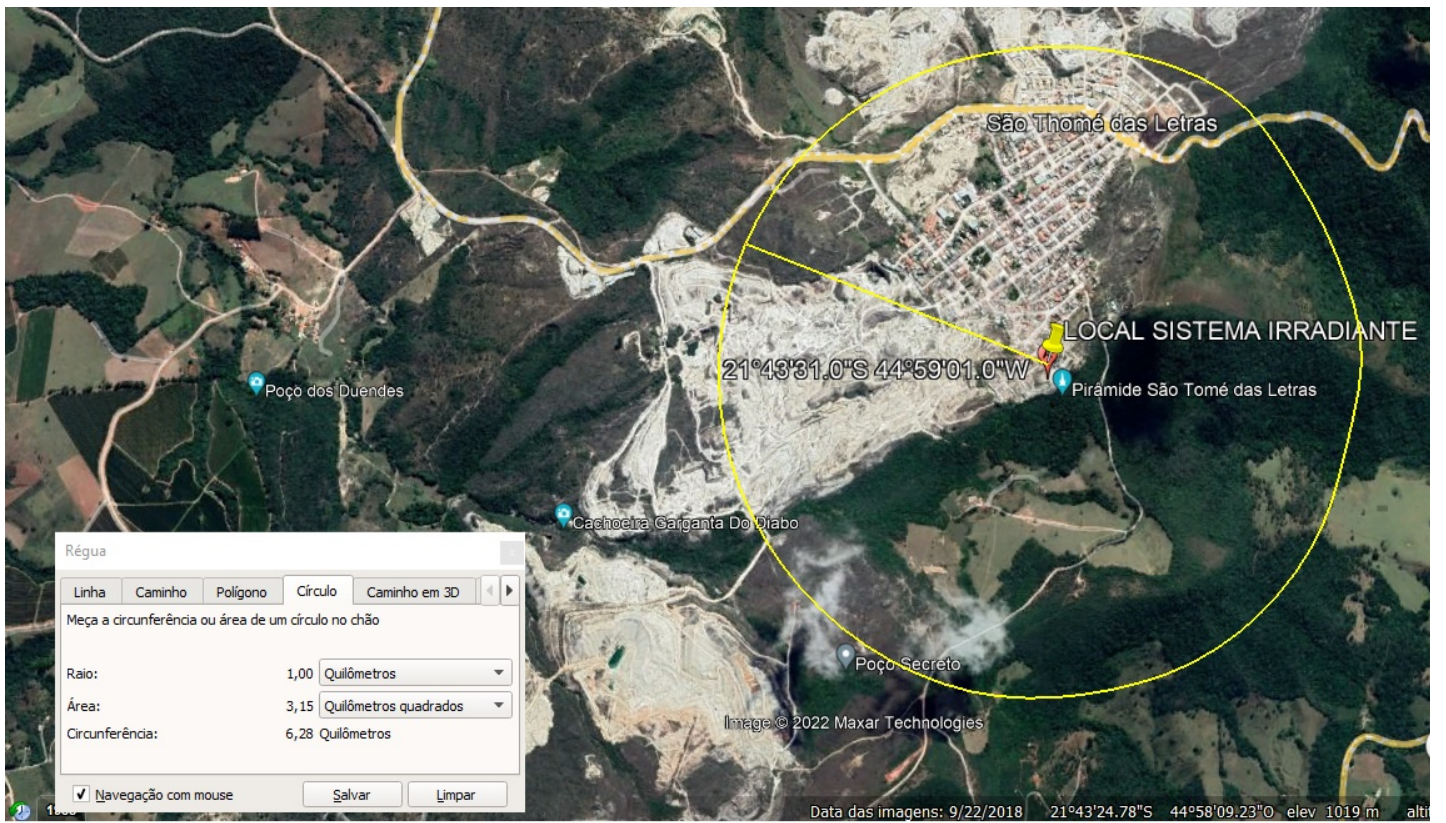 São Thomé das Letras
LOCAL SISTEMA IRRADIANTE
21°43'31.0"S 44°59'01.0"W
Pirâmide São Tomé das Letras
Poço dos Duendes
Cachoeira Garganta Do Diabo
Poço Secreto
Image © 2022 Maxar Technologies
Régua
Linha Caminho Polígono Círculo Caminho em 3D
Meça a circunferência ou área de um círculo no chão
Raio: 1,00 Quilômetros
Área: 3,15 Quilômetros quadrados
Circunferência: 6,28 Quilômetros
Navegação com mouse Salvar Limpar
Data das imagens: 9/22/2018 21°43'24.78"S 44°58'09.23"O elev 1019 m altit